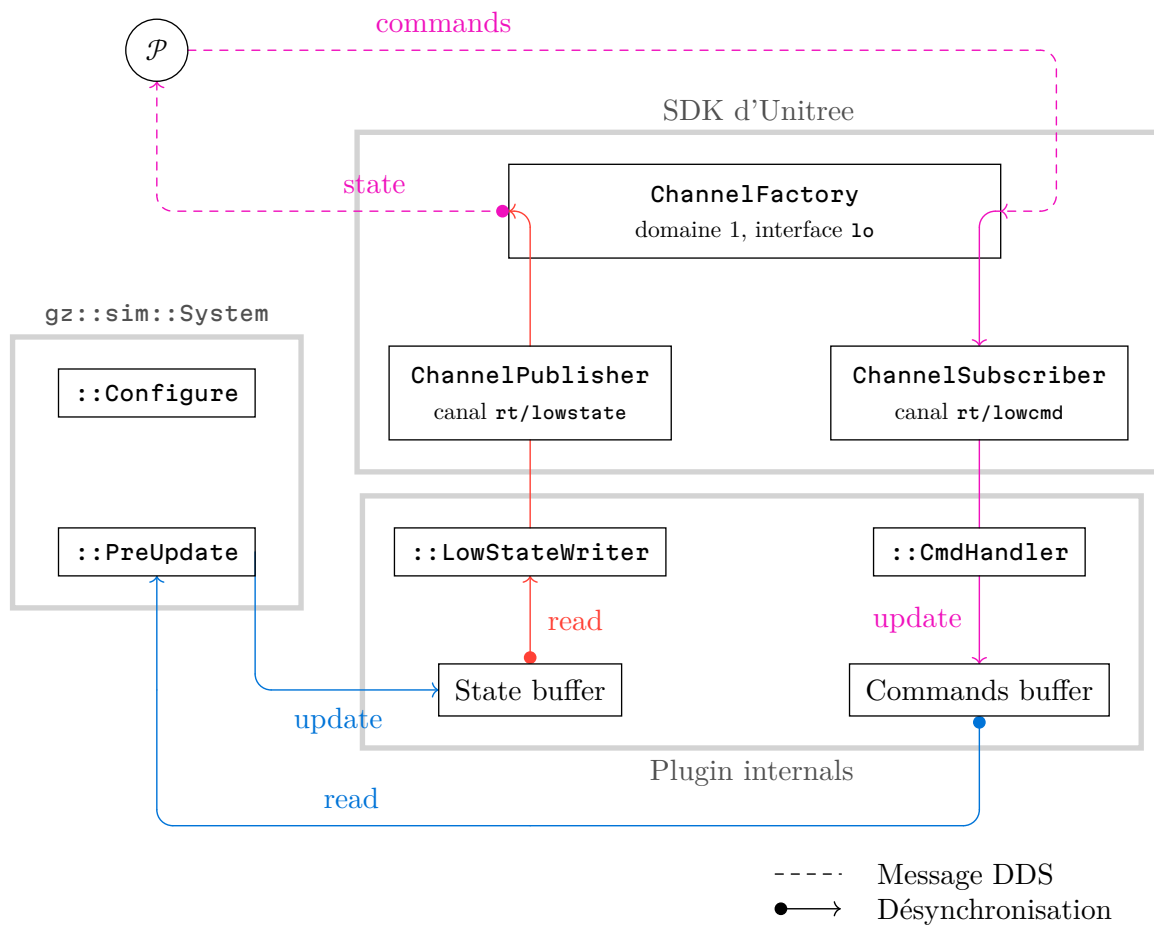 commands
𝒫
SDK d'Unitree
state
ChannelFactory
domaine 1, interface lo
gz::sim::System
::Configure
ChannelPublisher
canal rt/lowstate
ChannelSubscriber
canal rt/lowcmd
::PreUpdate
::LowStateWriter
::CmdHandler
read
update
State buffer
Commands buffer
update
Plugin internals
read
Message DDS
Désynchronisation